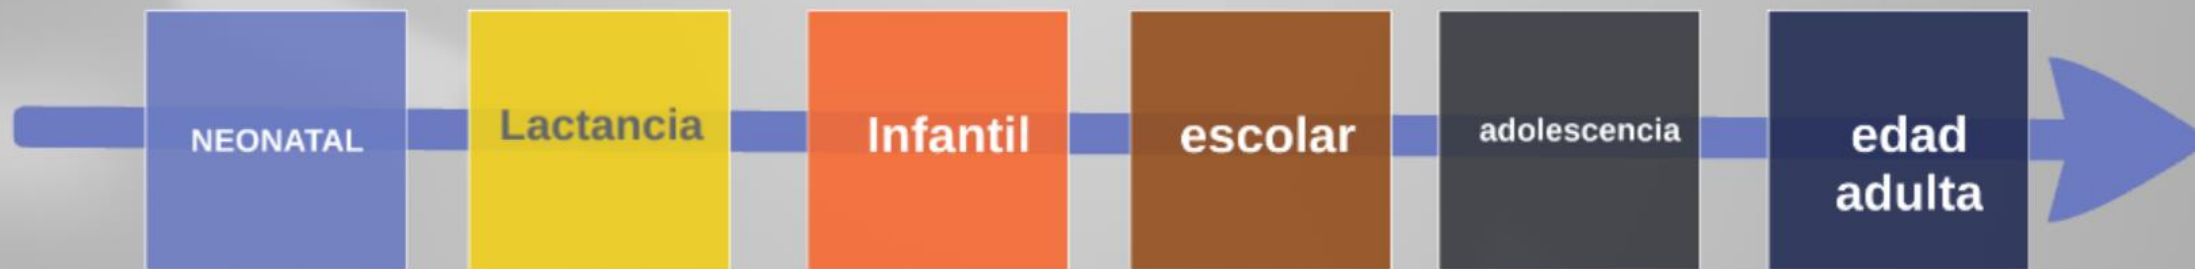 NEONATAL
Lactancia
Infantil
escolar
adolescencia
edad
adulta